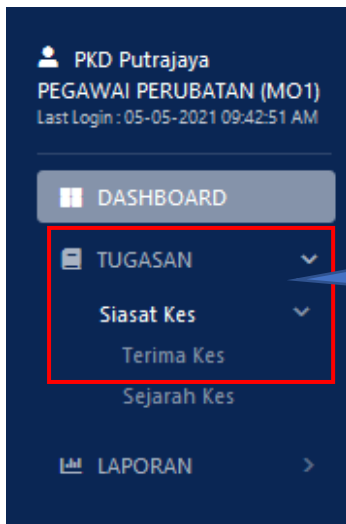 PKD Putrajaya
PEGAWAI PERUBATAN (MO1)
Last Login : 05-05-2021 09:42:51 AM
DASHBOARD
TUGASAN
Siasat Kes
Terima Kes
Sejarah Kes
LAPORAN